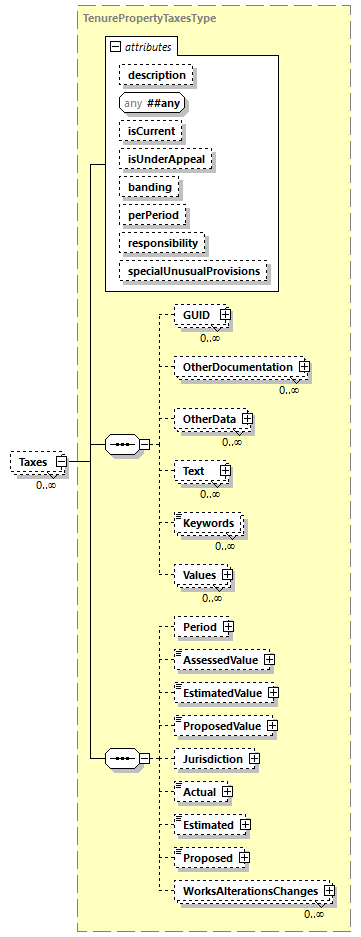 TenurePropertyTaxesType
attributes
description
any ##any
isCurrent
isUnderAppeal
banding
perPeriod
responsibility
specialUnusualProvisions
GUID
0..∞
OtherDocumentation
0..∞
OtherData
0..∞
Taxes
0..∞
Text
0..∞
Keywords
0..∞
Values
0..∞
Period
AssessedValue
EstimatedValue
ProposedValue
Jurisdiction
Actual
Estimated
Proposed
WorksAlterationsChanges
0..∞